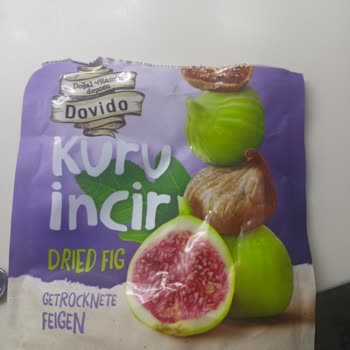 Doğal vitamin
deposu
Dovido
Kuru
incir
DRIED FIG
GETROCKNETE
FEIGEN